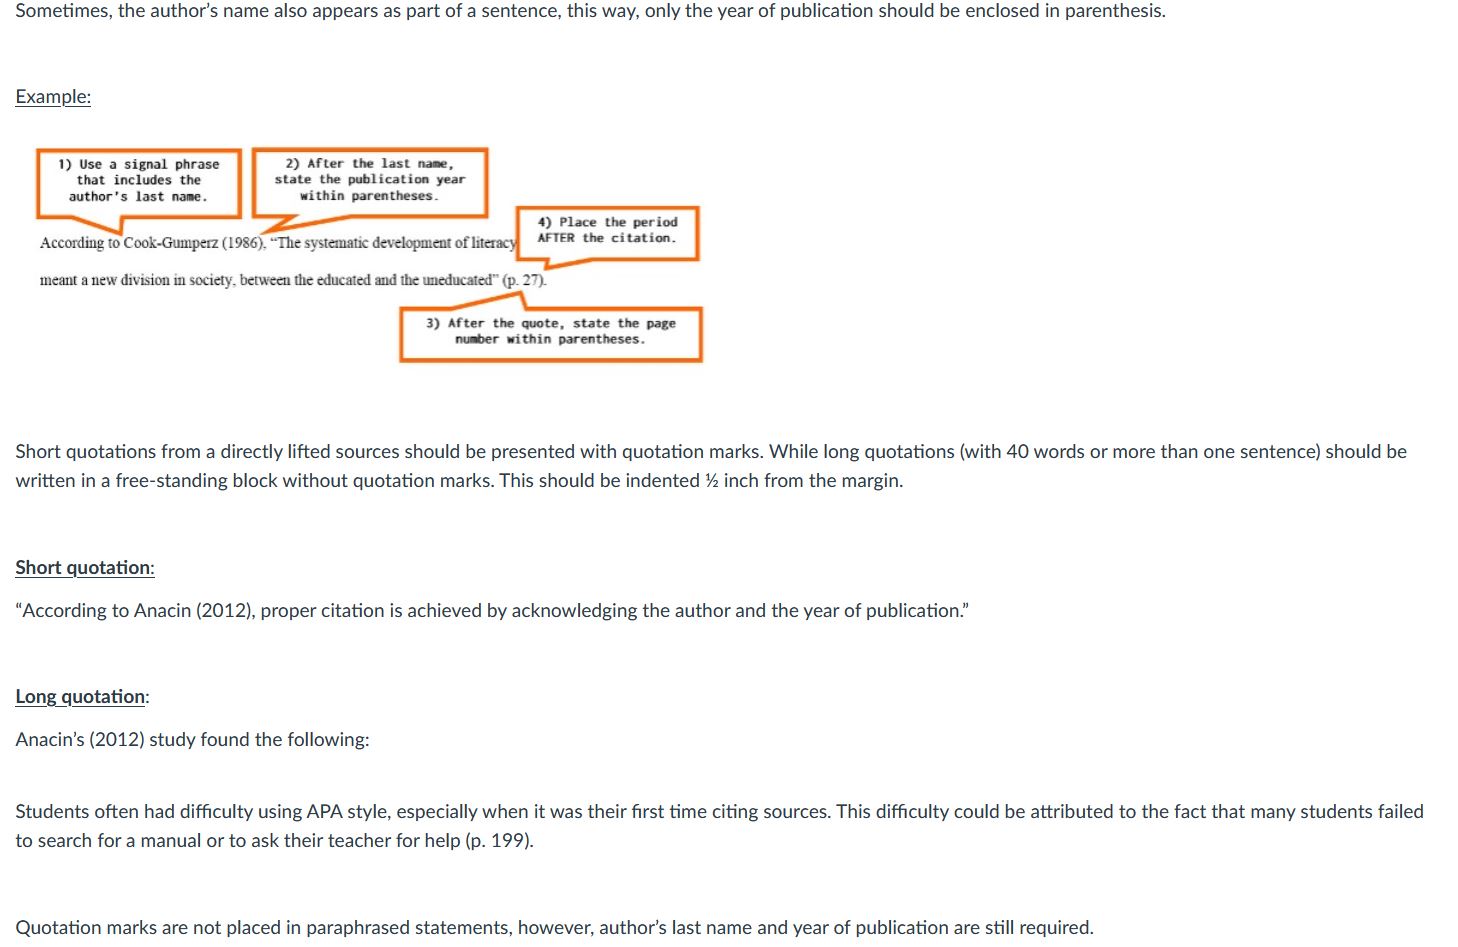 Sometimes, the author's name also appears as part of a sentence, this way, only the year of publication should be enclosed in parenthesis.
Example:
1) Use a signal phrase
that includes the
author's last name.
2) After the last name,
state the publication year
within parentheses.
4) Place the period
AFTER the citation.
According to Cook-Gumperz (1986), “The systematic development of literacy
meant a new division in society, between the educated and the uneducated” (p. 27).
3) After the quote, state the page
number within parentheses.
Short quotations from a directly lifted sources should be presented with quotation marks. While long quotations (with 40 words or more than one sentence) should be
written in a free-standing block without quotation marks. This should be indented ½ inch from the margin.
Short quotation:
“According to Anacin (2012), proper citation is achieved by acknowledging the author and the year of publication.”
Long quotation:
Anacin’s (2012) study found the following:
Students often had difficulty using APA style, especially when it was their first time citing sources. This difficulty could be attributed to the fact that many students failed
to search for a manual or to ask their teacher for help (p. 199).
Quotation marks are not placed in paraphrased statements, however, author’s last name and year of publication are still required.